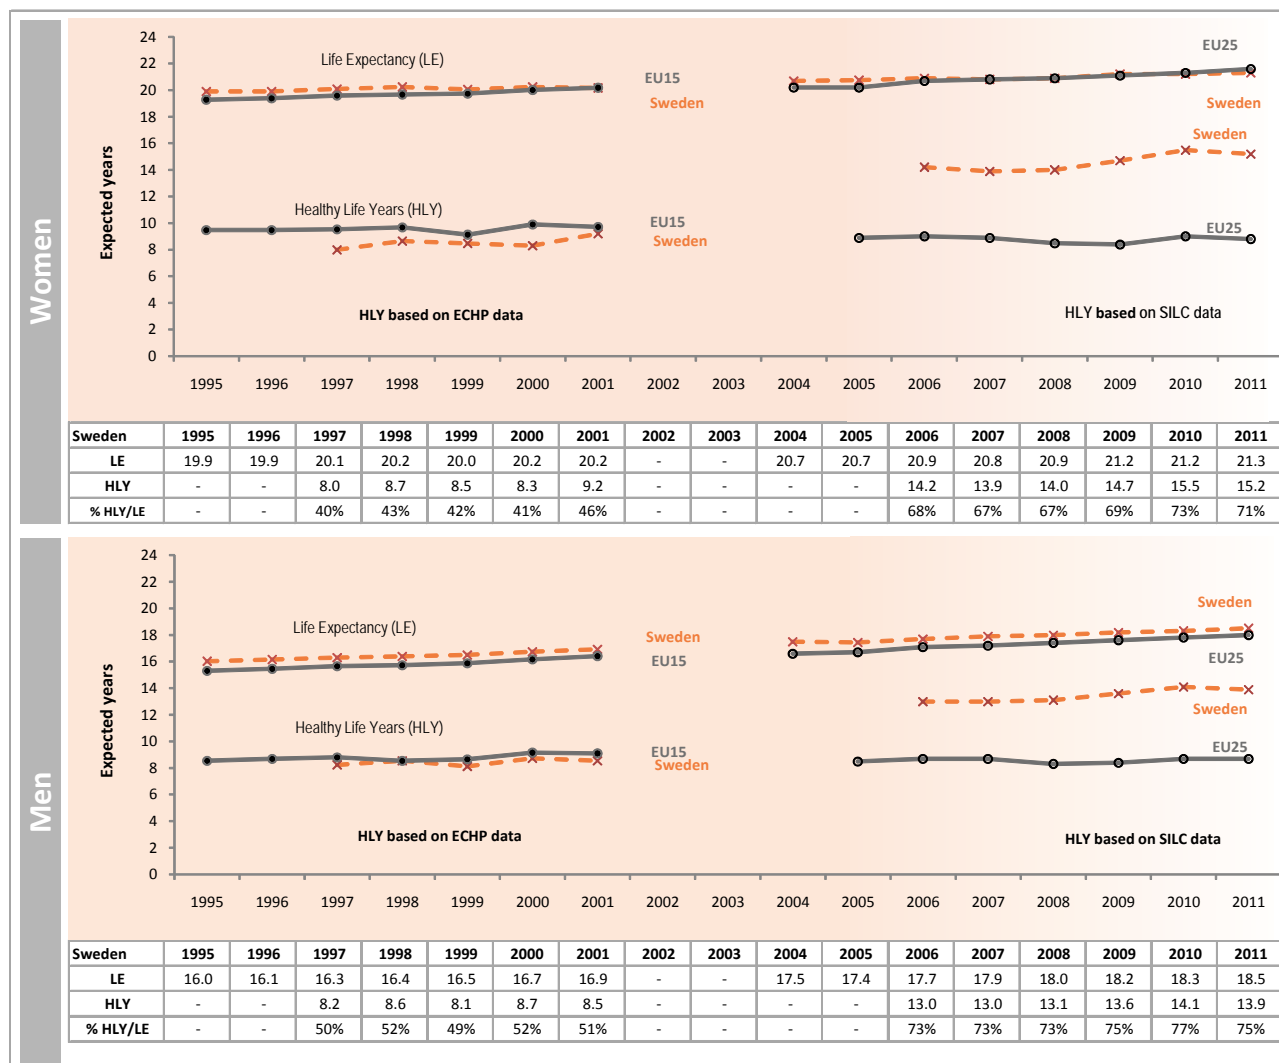 Women
24
22
20
18
16
14
12
10
8
6
4
2
0
Expected years
Life Expectancy (LE)
EU15
Sweden
EU25
Sweden
Sweden
Healthy Life Years (HLY)
EU15
Sweden
EU25
HLY based on ECHP data
HLY based on SILC data
1995 1996 1997 1998 1999 2000 2001 2002 2003 2004 2005 2006 2007 2008 2009 2010 2011
Sweden 1995 1996 1997 1998 1999 2000 2001 2002 2003 2004 2005 2006 2007 2008 2009 2010 2011
LE 19.9 19.9 20.1 20.2 20.0 20.2 20.2 - - 20.7 20.7 20.9 20.8 20.9 21.2 21.2 21.3
HLY - - 8.0 8.7 8.5 8.3 9.2 - - - - 14.2 13.9 14.0 14.7 15.5 15.2
% HLY/LE - - 40% 43% 42% 41% 46% - - - - 68% 67% 67% 69% 73% 71%
Men
24
22
20
18
16
14
12
10
8
6
4
2
0
Expected years
Life Expectancy (LE)
Sweden
EU15
Sweden
EU25
Sweden
Healthy Life Years (HLY)
EU15
Sweden
EU25
HLY based on ECHP data
HLY based on SILC data
1995 1996 1997 1998 1999 2000 2001 2002 2003 2004 2005 2006 2007 2008 2009 2010 2011
Sweden 1995 1996 1997 1998 1999 2000 2001 2002 2003 2004 2005 2006 2007 2008 2009 2010 2011
LE 16.0 16.1 16.3 16.4 16.5 16.7 16.9 - - 17.5 17.4 17.7 17.9 18.0 18.2 18.3 18.5
HLY - - 8.2 8.6 8.1 8.7 8.5 - - - - 13.0 13.0 13.1 13.6 14.1 13.9
% HLY/LE - - 50% 52% 49% 52% 51% - - - - 73% 73% 73% 75% 77% 75%